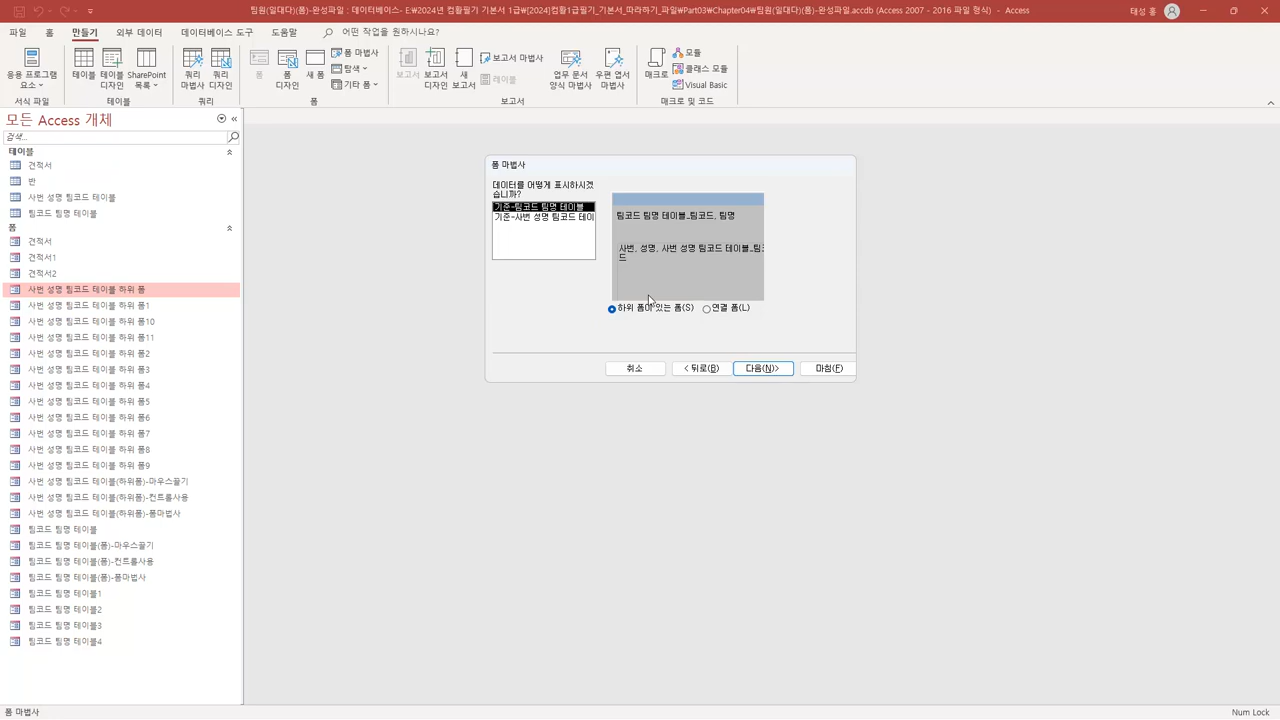 팀원(일대다)(폼)-완성파일 : 데이터베이스- E:₩2024년 컴활필기 기본서 1급₩[2024]컴활1급필기_기본서_따라하기_파일₩Part03₩Chapter04₩팀원(일대다)(폼)-완성파일.accdb (Access 2007 - 2016 파일 형식) - Access
태성 홍
파일 홈 만들기 외부 데이터 데이터베이스 도구 도움말 어떤 작업을 원하시나요?
응용 프로그램
요소
서식 파일
테이블
테이블
디자인
SharePoint
목록
테이블
쿼리
마법사
쿼리
디자인
쿼리
폼
폼
디자인
새 폼
폼 마법사
탐색
기타 폼
폼
보고서
보고서
디자인
새
보고서
보고서 마법사
레이블
업무 문서
양식 마법사
우편 엽서
마법사
보고서
매크로
모듈
클래스 모듈
Visual Basic
매크로 및 코드
모든 Access 개체
검색...
테이블
견적서
반
사번 성명 팀코드 테이블
팀코드 팀명 테이블
폼
견적서
견적서1
견적서2
사번 성명 팀코드 테이블 하위 폼
사번 성명 팀코드 테이블 하위 폼1
사번 성명 팀코드 테이블 하위 폼10
사번 성명 팀코드 테이블 하위 폼11
사번 성명 팀코드 테이블 하위 폼2
사번 성명 팀코드 테이블 하위 폼3
사번 성명 팀코드 테이블 하위 폼4
사번 성명 팀코드 테이블 하위 폼5
사번 성명 팀코드 테이블 하위 폼6
사번 성명 팀코드 테이블 하위 폼7
사번 성명 팀코드 테이블 하위 폼8
사번 성명 팀코드 테이블 하위 폼9
사번 성명 팀코드 테이블(하위폼)-마우스끌기
사번 성명 팀코드 테이블(하위폼)-컨트롤사용
사번 성명 팀코드 테이블(하위폼)-폼마법사
팀코드 팀명 테이블
팀코드 팀명 테이블(폼)-마우스끌기
팀코드 팀명 테이블(폼)-컨트롤사용
팀코드 팀명 테이블(폼)-폼마법사
팀코드 팀명 테이블1
팀코드 팀명 테이블2
팀코드 팀명 테이블3
팀코드 팀명 테이블4
폼 마법사
데이터를 어떻게 표시하시겠
습니까?
기준-팀코드 팀명 테이블
기준-사번 성명 팀코드 테이
팀코드 팀명 테이블_팀코드, 팀명
사번, 성명, 사번 성명 팀코드 테이블_팀코
드
하위 폼이 있는 폼(S) 연결 폼(L)
취소 < 뒤로(B) 다음(N)> 마침(F)
폼 마법사
Num Lock